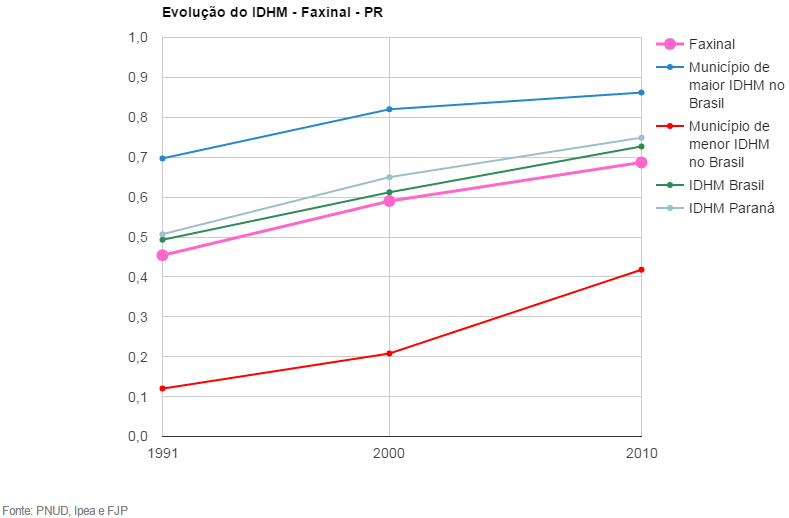 Evolução do IDHM - Faxinal - PR
1,0
0,9
0,8
0,7
0,6
0,5
0,4
0,3
0,2
0,1
0,0
1991
2000
2010
Faxinal
Município de
maior IDHM no
Brasil
Município de
menor IDHM
no Brasil
IDHM Brasil
IDHM Paraná
Fonte: PNUD, Ipea e FJP